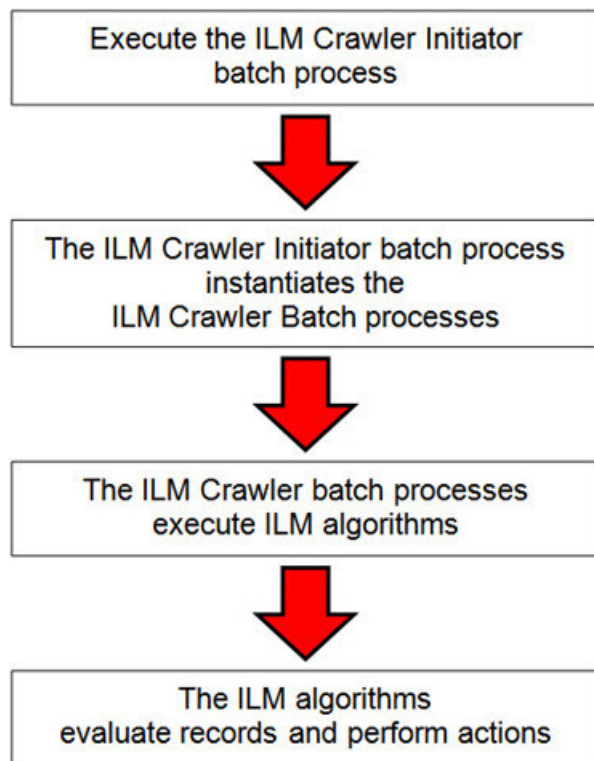 Execute the ILM Crawler Initiator
batch process
The ILM Crawler Initiator batch process
instantiates the
ILM Crawler Batch processes
The ILM Crawler batch processes
execute ILM algorithms
The ILM algorithms
evaluate records and perform actions